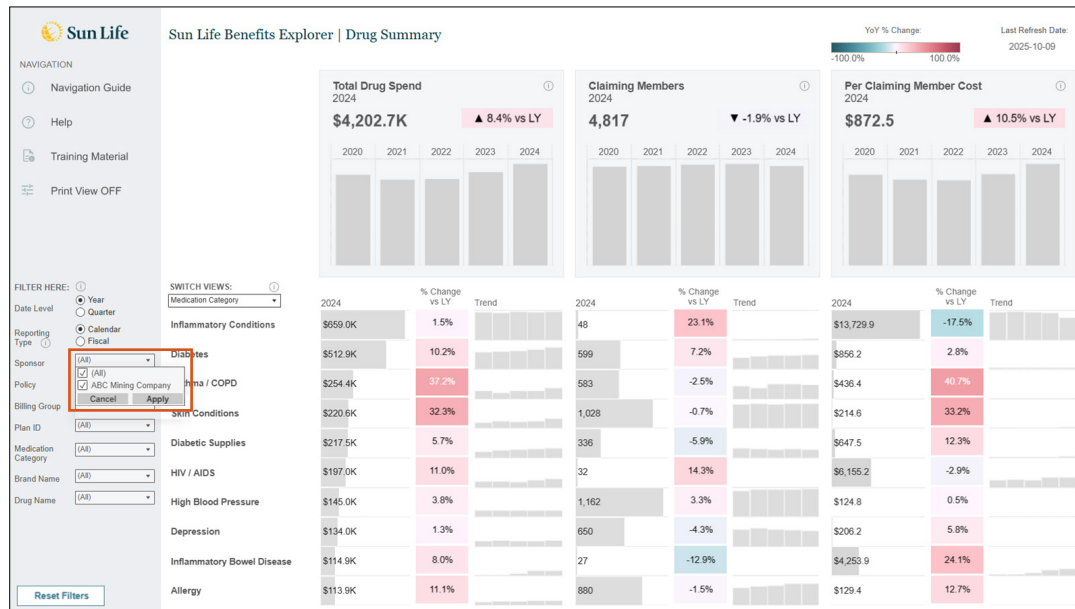 Sun Life
Sun Life Benefits Explorer | Drug Summary
YoY % Change:
-100.0% 100.0%
Last Refresh Date:
2025-10-09
NAVIGATION
Navigation Guide
Help
Training Material
Print View OFF
Total Drug Spend
2024
$4,202.7K ▲ 8.4% vs LY
2020 2021 2022 2023 2024
Claiming Members
2024
4,817 ▼ -1.9% vs LY
2020 2021 2022 2023 2024
Per Claiming Member Cost
2024
$872.5 ▲ 10.5% vs LY
2020 2021 2022 2023 2024
FILTER HERE:
Date Level
Year
Quarter
Reporting Type
Calendar
Fiscal
Sponsor (All)
(All)
ABC Mining Company
Cancel Apply
Policy
Billing Group
Plan ID (All)
Medication Category (All)
Brand Name (All)
Drug Name (All)
Reset Filters
SWITCH VIEWS:
Medication Category
2024 % Change vs LY Trend 2024 % Change vs LY Trend 2024 % Change vs LY Trend
Inflammatory Conditions $659.0K 1.5% 48 23.1% $13,729.9 -17.5%
Diabetes $512.9K 10.2% 599 7.2% $856.2 2.8%
ma / COPD $254.4K 37.2% 583 -2.5% $436.4 40.7%
Skin Conditions $220.6K 32.3% 1,028 -0.7% $214.6 33.2%
Diabetic Supplies $217.5K 5.7% 336 -5.9% $647.5 12.3%
HIV / AIDS $197.0K 11.0% 32 14.3% $6,155.2 -2.9%
High Blood Pressure $145.0K 3.8% 1,162 3.3% $124.8 0.5%
Depression $134.0K 1.3% 650 -4.3% $206.2 5.8%
Inflammatory Bowel Disease $114.9K 8.0% 27 -12.9% $4,253.9 24.1%
Allergy $113.9K 11.1% 880 -1.5% $129.4 12.7%